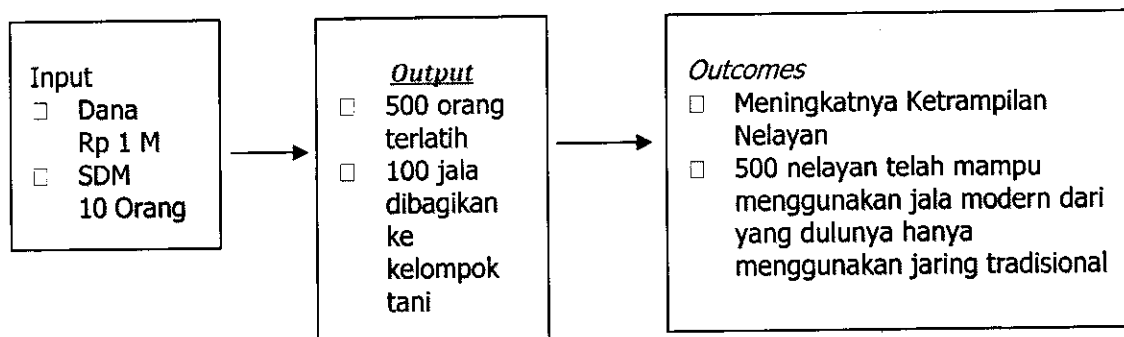 Input
□ Dana
Rp 1 M
□ SDM
10 Orang
Output
□ 500 orang
terlatih
□ 100 jala
dibagikan
ke
kelompok
tani
Outcomes
□ Meningkatnya Ketrampilan
Nelayan
□ 500 nelayan telah mampu
menggunakan jala modern dari
yang dulunya hanya
menggunakan jaring tradisional